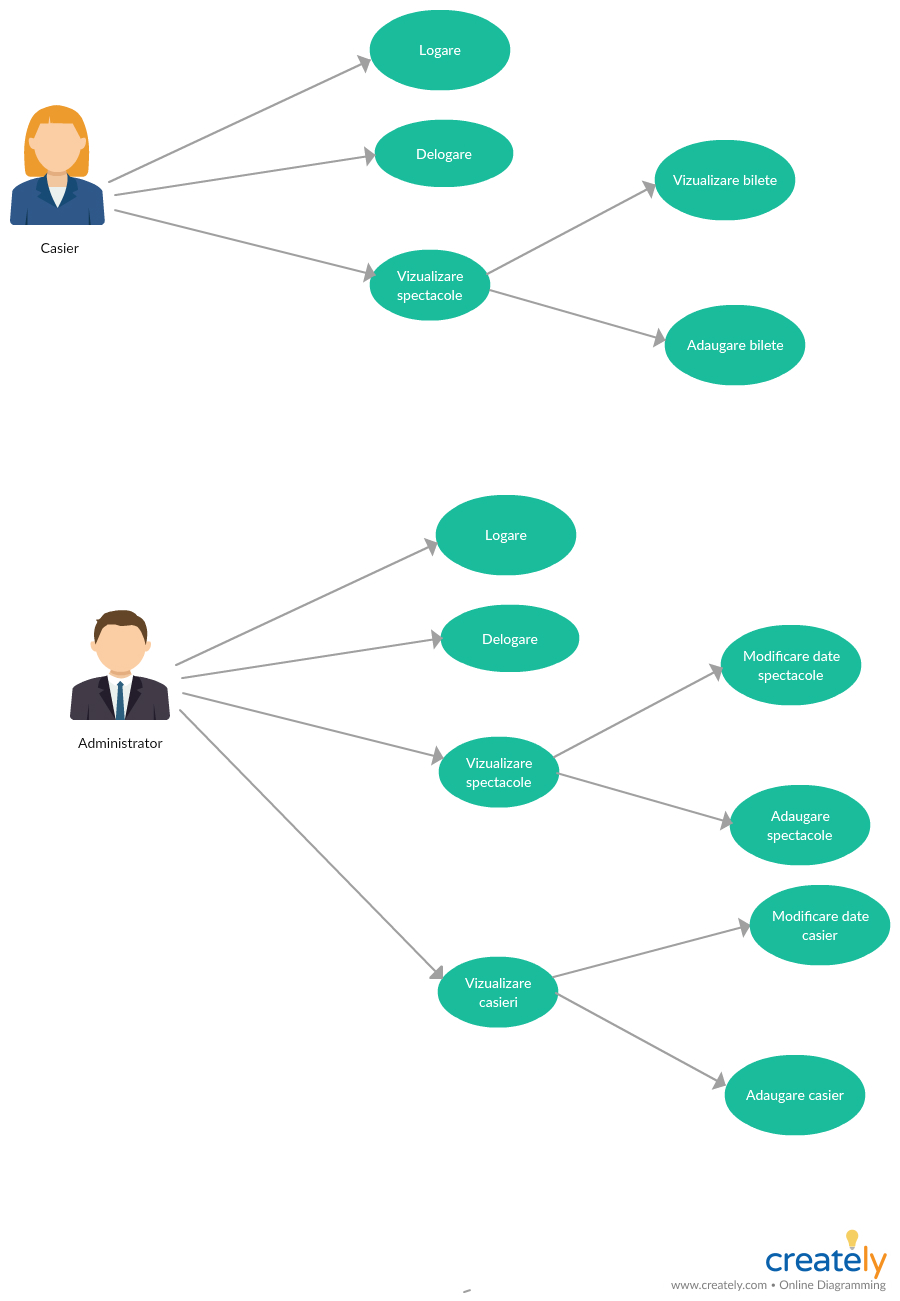 Logare
Delogare
Vizualizare bilete
Casier
Vizualizare
spectacole
Adaugare bilete
Logare
Delogare
Modificare date
spectacole
Administrator
Vizualizare
spectacole
Adaugare
spectacole
Modificare date
casier
Vizualizare
casieri
Adaugare casier
creately
www.creately.com • Online Diagramming